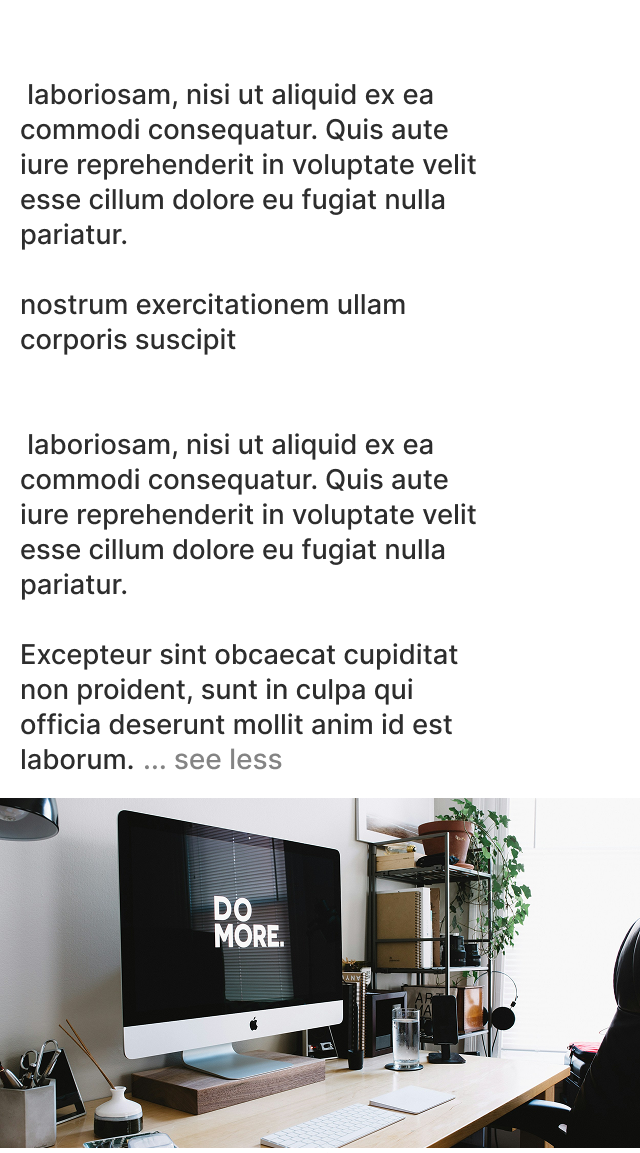 laboriosam, nisi ut aliquid ex ea
commodi consequatur. Quis aute
iure reprehenderit in voluptate velit
esse cillum dolore eu fugiat nulla
pariatur.
nostrum exercitationem ullam
corporis suscipit
laboriosam, nisi ut aliquid ex ea
commodi consequatur. Quis aute
iure reprehenderit in voluptate velit
esse cillum dolore eu fugiat nulla
pariatur.
Excepteur sint obcaecat cupiditat
non proident, sunt in culpa qui
officia deserunt mollit anim id est
laborum. ... see less
DO
MORE.